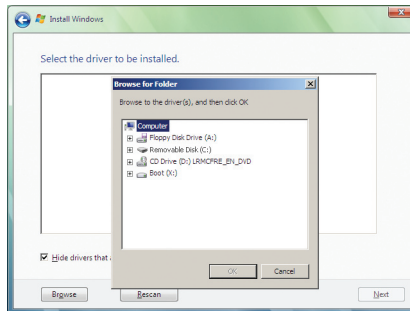 Install Windows
Select the driver to be installed.
Browse for Folder
Browse to the driver(s), and then click OK
Computer
Floppy Disk Drive (A:)
Removable Disk (C:)
CD Drive (D:) LRMCFRE_EN_DVD
Boot (X:)
Hide drivers that
OK
Cancel
Browse
Rescan
Next